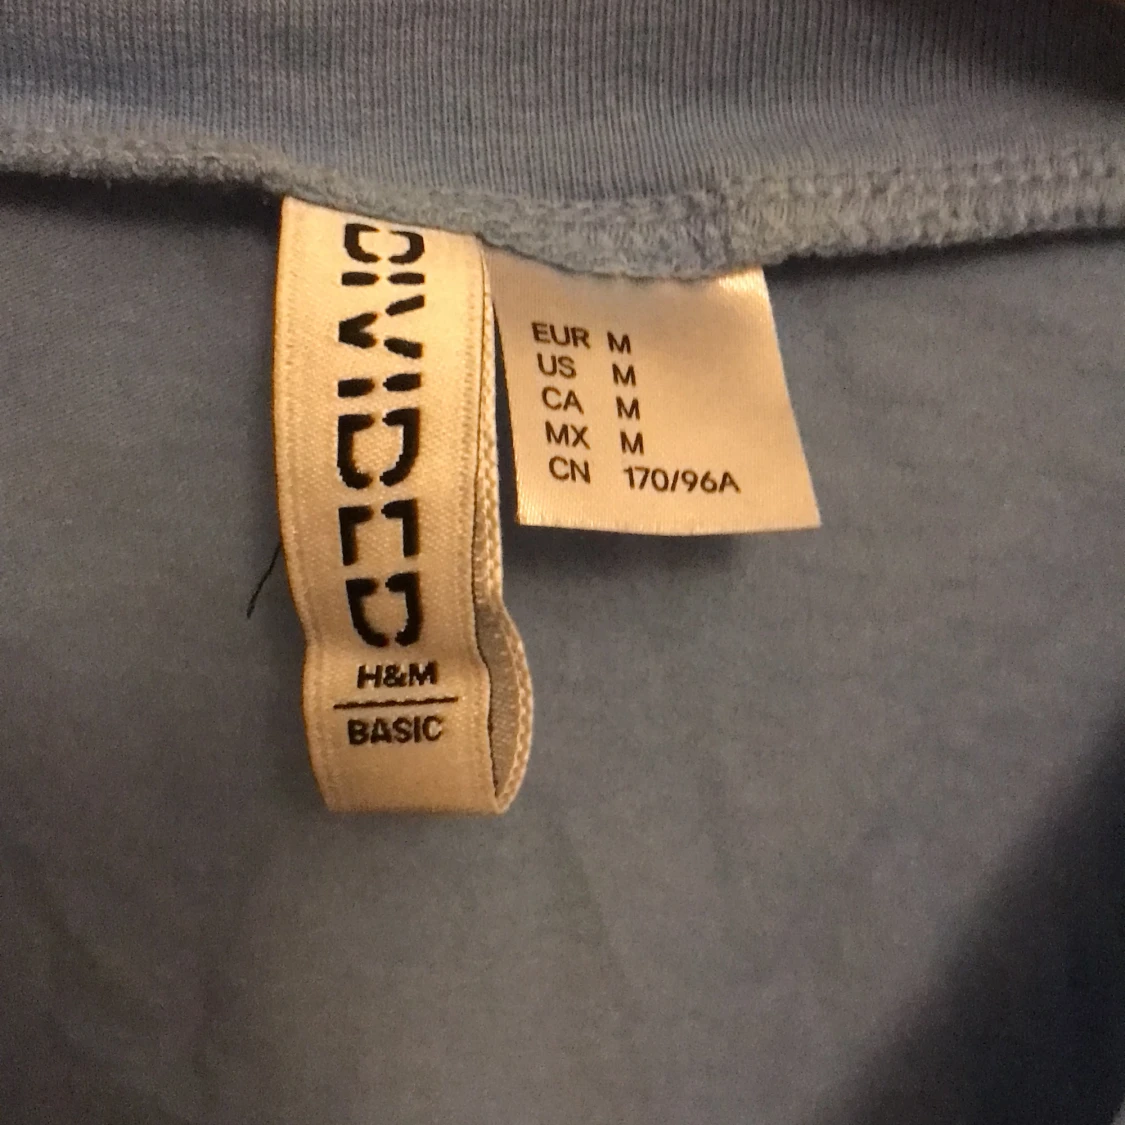 DIVIDED
H&M
BASIC
EUR M
US M
CA M
MX M
CN 170/96A